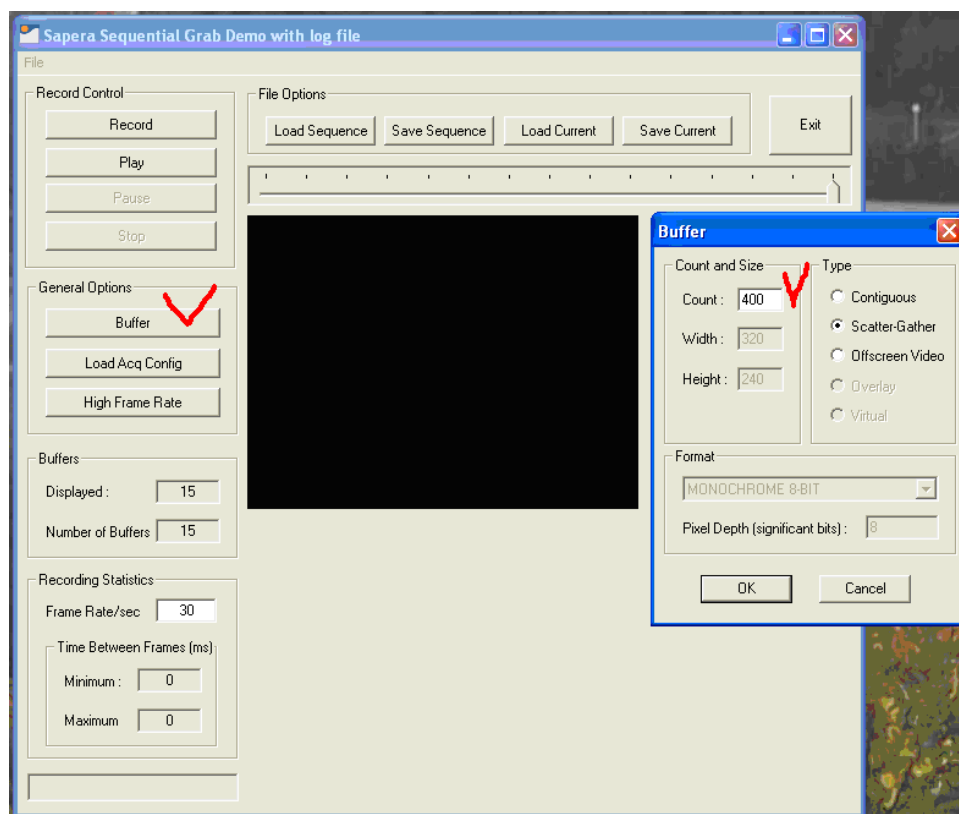 Sapera Sequential Grab Demo with log file
File
Record Control
Record
Play
Pause
Stop
File Options
Load Sequence
Save Sequence
Load Current
Save Current
Exit
General Options
Buffer
Load Acq Config
High Frame Rate
Buffers
Displayed : 15
Number of Buffers 15
Recording Statistics
Frame Rate/sec 30
Time Between Frames (ms)
Minimum : 0
Maximum 0
Buffer
Count and Size
Count : 400
Width : 320
Height : 240
Type
Contiguous
Scatter-Gather
Offscreen Video
Overlay
Virtual
Format
MONOCHROME 8-BIT
Pixel Depth (significant bits) : 8
OK
Cancel